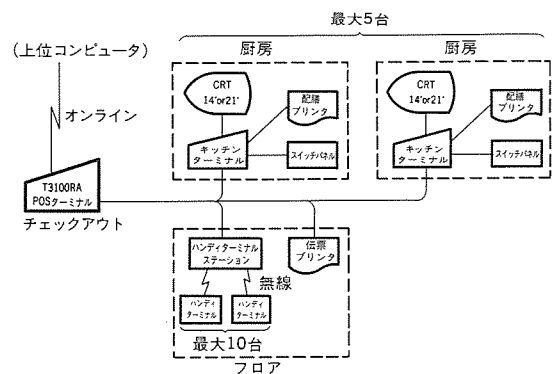 最大5台
(上位コンピュータ)
厨房
厨房
CRT
14'or21'
配膳
プリンタ
キッチン
ターミナル
スイッチパネル
CRT
14'or21'
配膳
プリンタ
キッチン
ターミナル
スイッチパネル
オンライン
T3100RA
POSターミナル
チェックアウト
ハンディターミナル
ステーション
伝票
プリンタ
無線
ハンディ
ターミナル
ハンディ
ターミナル
最大10台
フロア